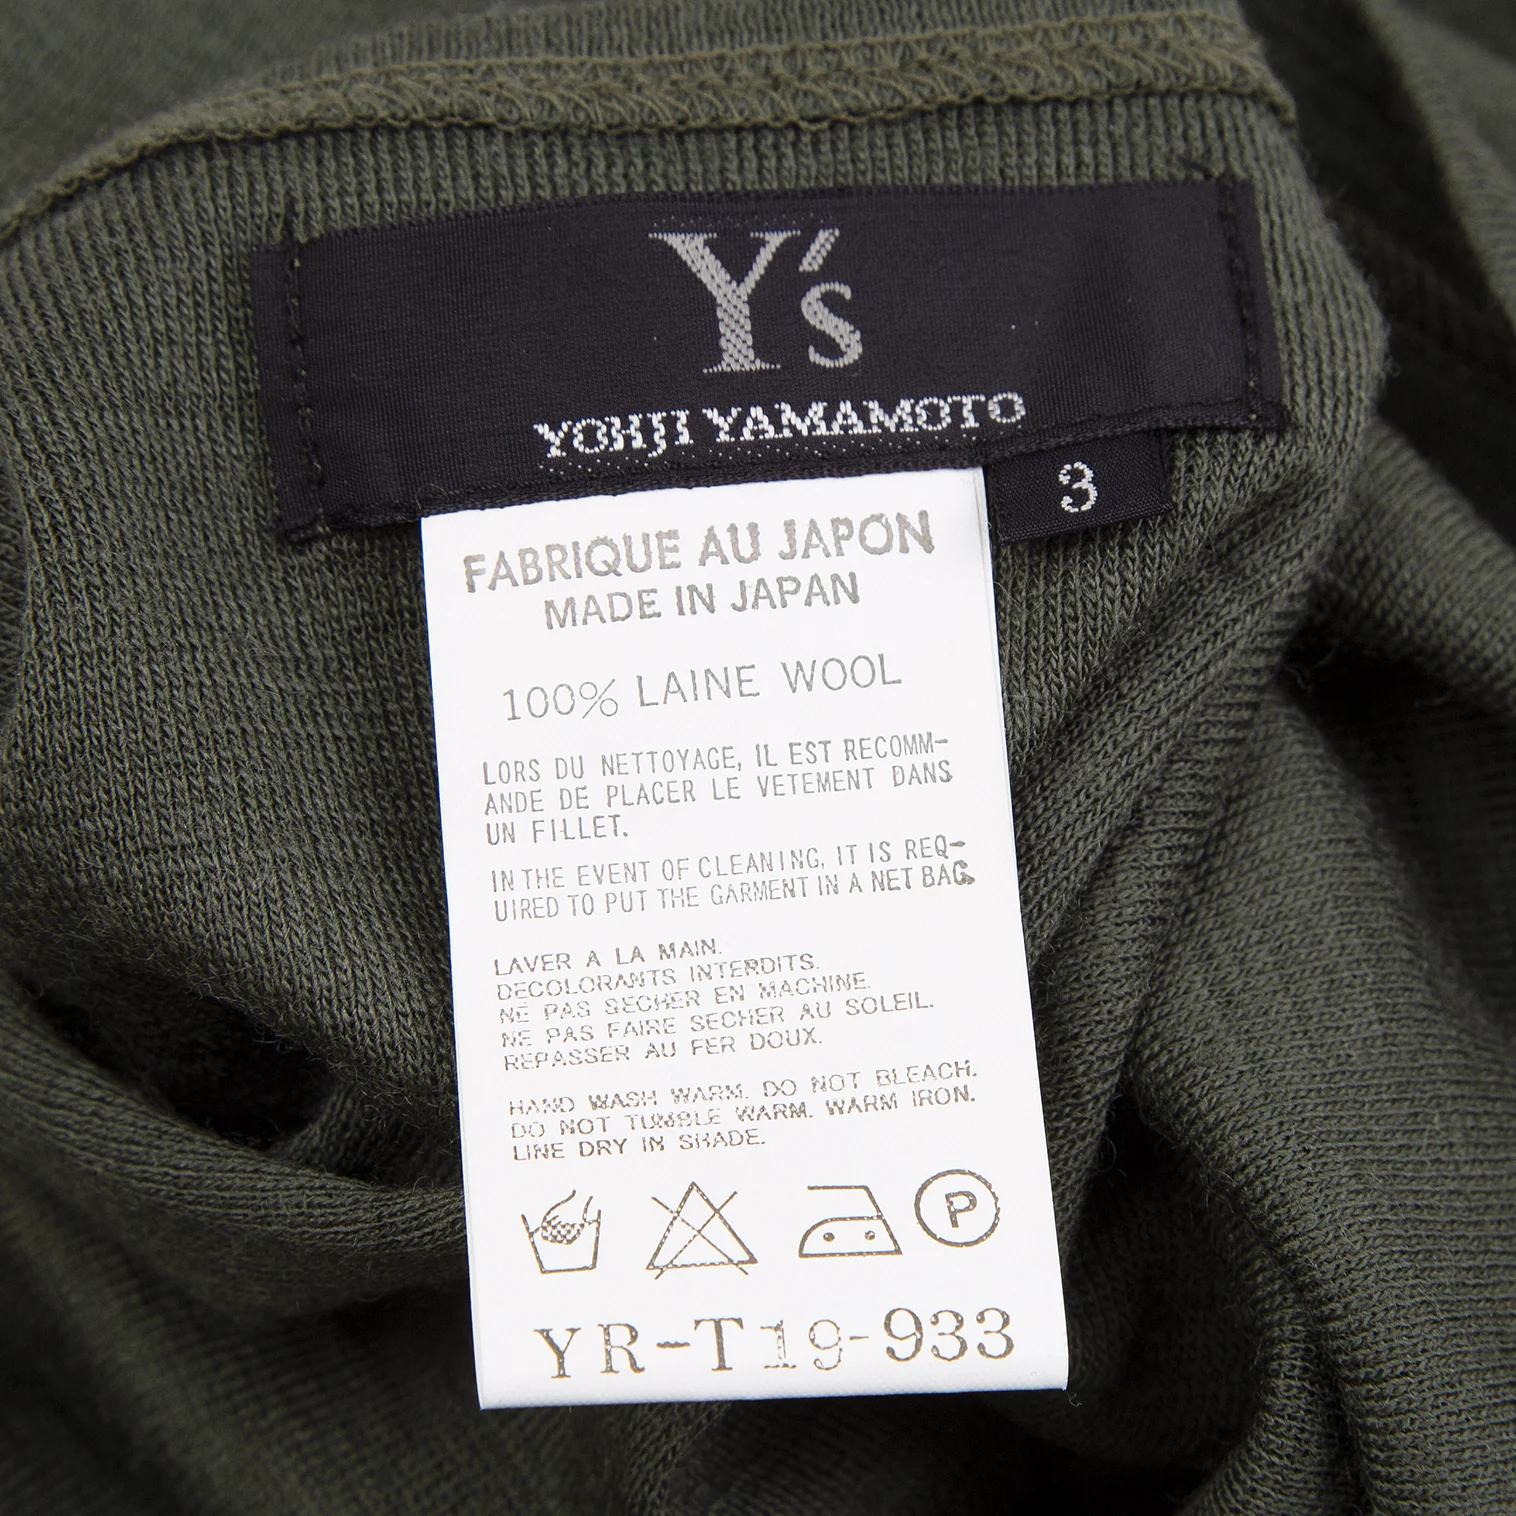 Y's
YOHJI YAMAMOTO
3
FABRIQUE AU JAPON
MADE IN JAPAN
100% LAINE WOOL
LORS DU NETTOYAGE, IL EST RECOMM-
ANDE DE PLACER LE VETEMENT DANS
UN FILLET.
IN THE EVENT OF CLEANING, IT IS REQ-
UIRED TO PUT THE GARMENT IN A NET BAG.
LAVER A LA MAIN.
DECOLORANTS INTERDITS.
NE PAS SECHER EN MACHINE.
NE PAS FAIRE SECHER AU SOLEIL.
REPASSER AU FER DOUX.
HAND WASH WARM. DO NOT BLEACH.
DO NOT TUMBLE WARM. WARM IRON.
LINE DRY IN SHADE.
P
YR-T19-933